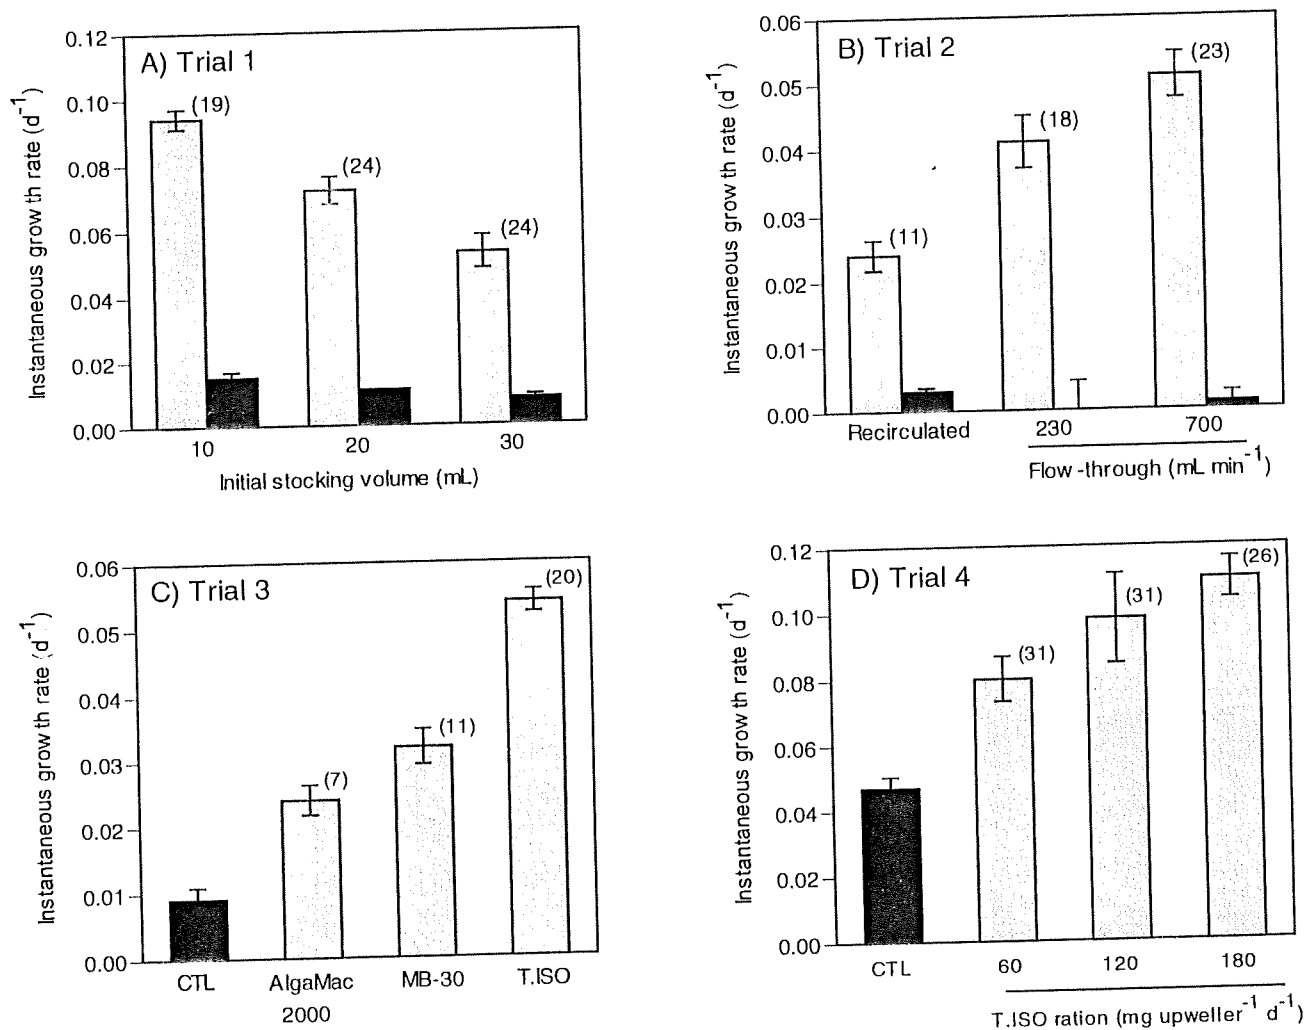 A) Trial 1
Instantaneous growth rate (d⁻¹)
0.12
0.10
0.08
0.06
0.04
0.02
0.00
(19)
(24)
(24)
10 20 30
Initial stocking volume (mL)
B) Trial 2
Instantaneous growth rate (d⁻¹)
0.06
0.05
0.04
0.03
0.02
0.01
0.00
(11)
(18)
(23)
Recirculated 230 700
Flow-through (mL min⁻¹)
C) Trial 3
Instantaneous growth rate (d⁻¹)
0.06
0.05
0.04
0.03
0.02
0.01
0.00
(7)
(11)
(20)
CTL AlgaMac MB-30 T.ISO
2000
D) Trial 4
Instantaneous growth rate (d⁻¹)
0.12
0.10
0.08
0.06
0.04
0.02
0.00
(31)
(31)
(26)
CTL 60 120 180
T.ISO ration (mg upweller⁻¹ d⁻¹)